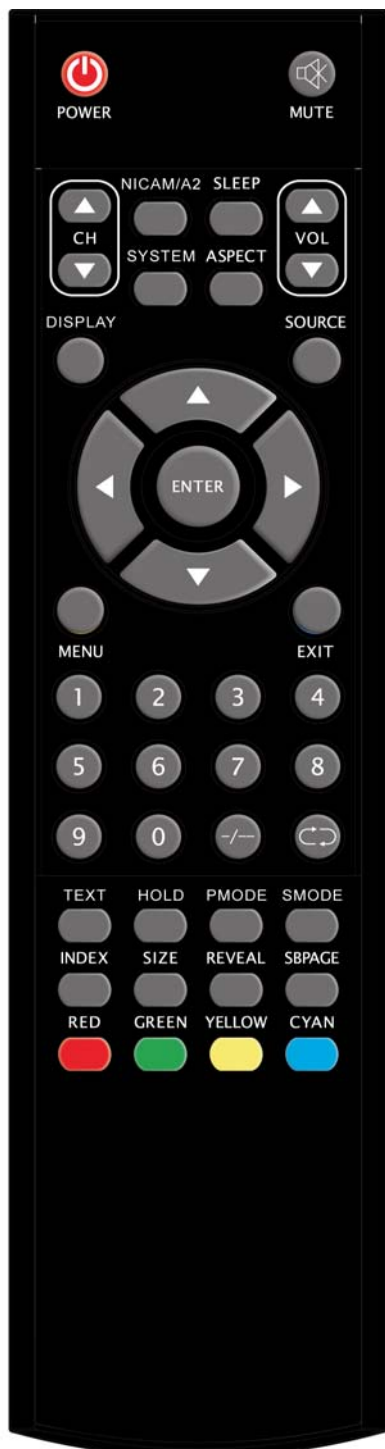 POWER MUTE
NICAM/A2 SLEEP
CH VOL
SYSTEM ASPECT
DISPLAY SOURCE
ENTER
MENU EXIT
1 2 3 4
5 6 7 8
9 0 -/--
TEXT HOLD PMODE SMODE
INDEX SIZE REVEAL SBPAGE
RED GREEN YELLOW CYAN